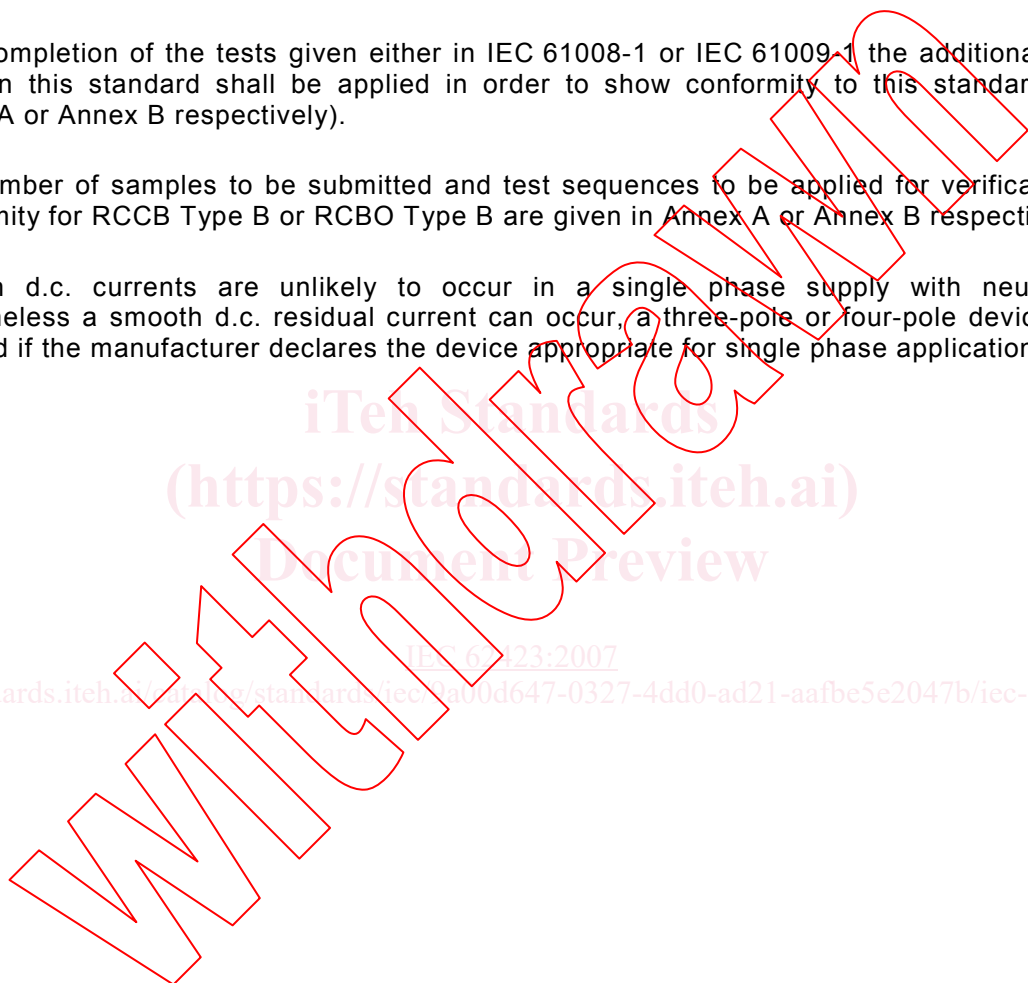 ompletion of the tests given either in IEC 61008-1 or IEC 61009-1 the additiona
n this standard shall be applied in order to show conformity to this standar
A or Annex B respectively).
mber of samples to be submitted and test sequences to be applied for verifica
mity for RCCB Type B or RCBO Type B are given in Annex A or Annex B respecti
d.c. currents are unlikely to occur in a single phase supply with neu
neless a smooth d.c. residual current can occur, a three-pole or four-pole devic
d if the manufacturer declares the device appropriate for single phase application
iTeh Standards
(https://standards.iteh.ai)
Document Preview
IEC 62423:2007
ards.iteh.ai/catalog/standards/iec/9a00d647-0327-4dd0-ad21-aafbe5e2047b/iec-
withdrawn